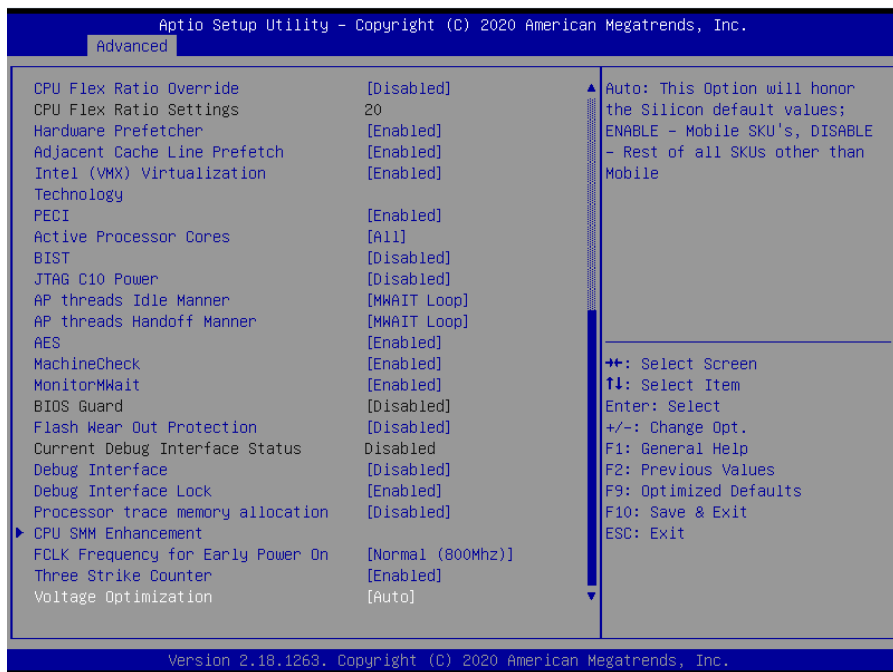 Aptio Setup Utility – Copyright (C) 2020 American Megatrends, Inc.
Advanced
CPU Flex Ratio Override [Disabled]
CPU Flex Ratio Settings 20
Hardware Prefetcher [Enabled]
Adjacent Cache Line Prefetch [Enabled]
Intel (VMX) Virtualization [Enabled]
Technology
PECI [Enabled]
Active Processor Cores [All]
BIST [Disabled]
JTAG C10 Power [Disabled]
AP threads Idle Manner [MWAIT Loop]
AP threads Handoff Manner [MWAIT Loop]
AES [Enabled]
MachineCheck [Enabled]
MonitorMWait [Enabled]
BIOS Guard [Disabled]
Flash Wear Out Protection [Disabled]
Current Debug Interface Status Disabled
Debug Interface [Disabled]
Debug Interface Lock [Enabled]
Processor trace memory allocation [Disabled]
CPU SMM Enhancement
FCLK Frequency for Early Power On [Normal (800Mhz)]
Three Strike Counter [Enabled]
Voltage Optimization [Auto]
Auto: This Option will honor
the Silicon default values;
ENABLE – Mobile SKU's, DISABLE
– Rest of all SKUs other than
Mobile
→←: Select Screen
↑↓: Select Item
Enter: Select
+/-: Change Opt.
F1: General Help
F2: Previous Values
F9: Optimized Defaults
F10: Save & Exit
ESC: Exit
Version 2.18.1263. Copyright (C) 2020 American Megatrends, Inc.